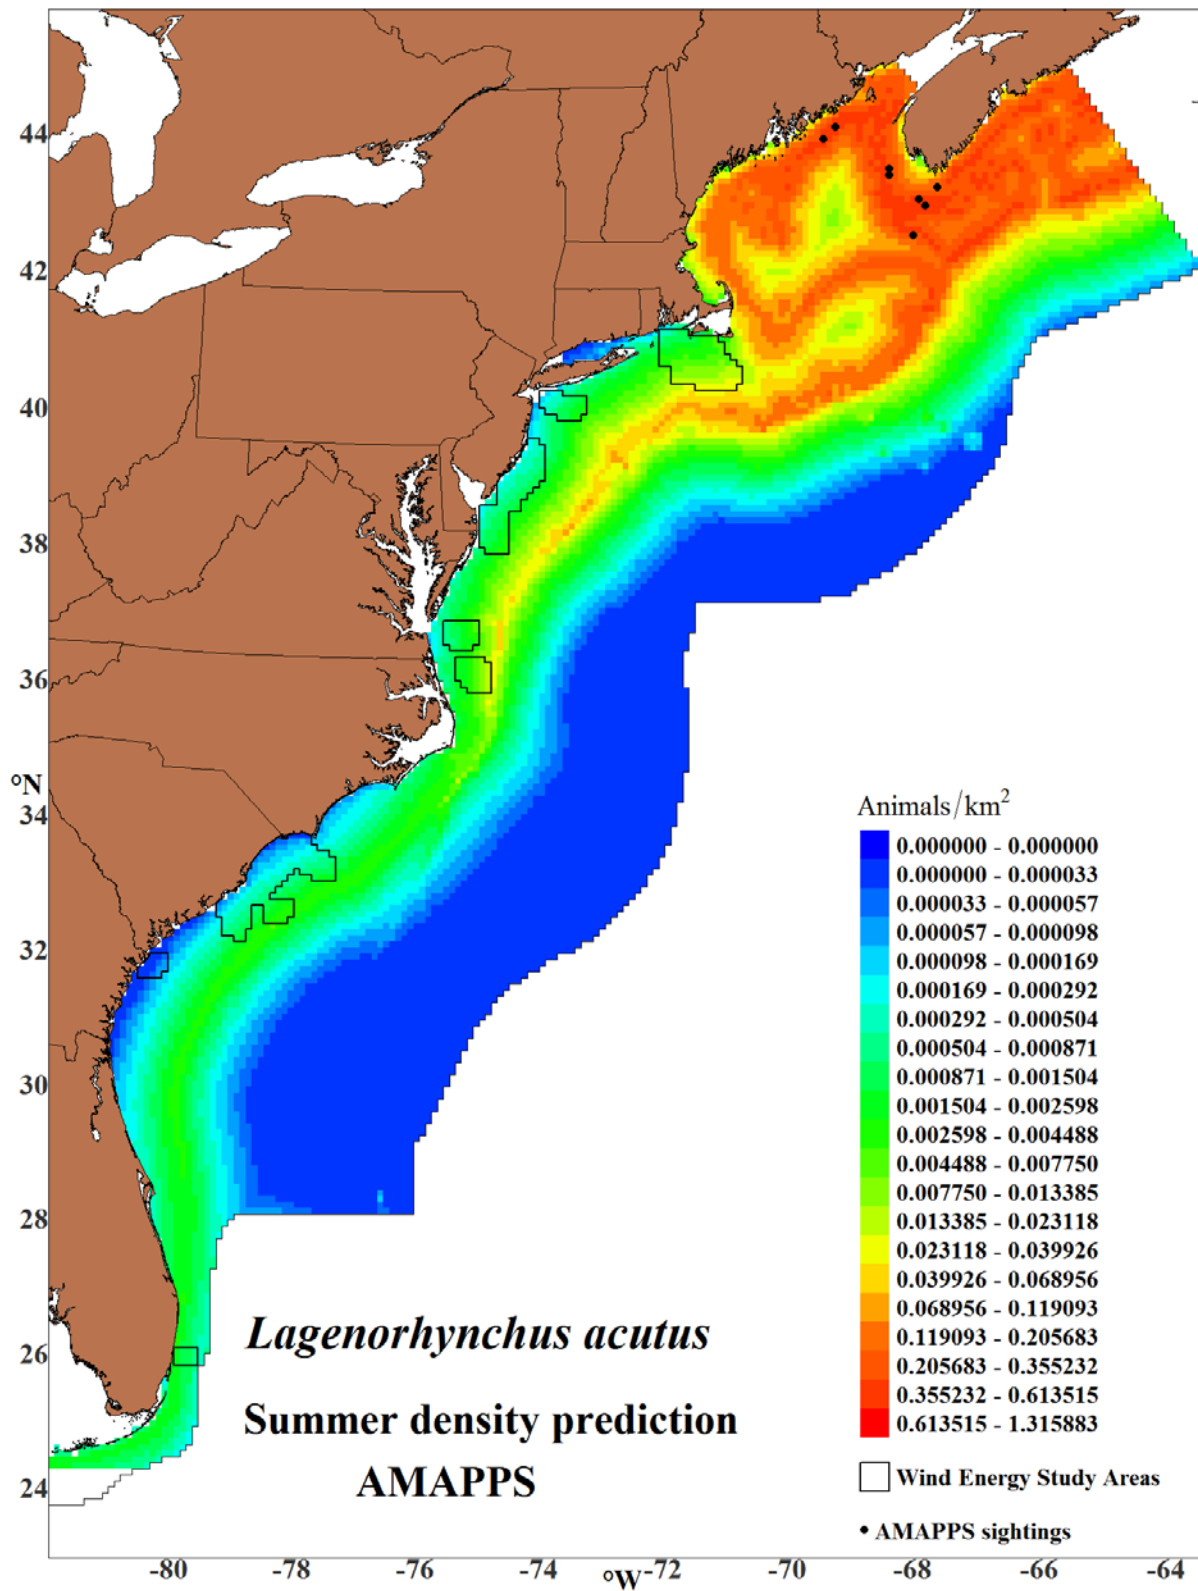 44
42
40
38
36
°N
34
32
30
28
26
24
Animals/km²
0.000000 - 0.000000
0.000000 - 0.000033
0.000033 - 0.000057
0.000057 - 0.000098
0.000098 - 0.000169
0.000169 - 0.000292
0.000292 - 0.000504
0.000504 - 0.000871
0.000871 - 0.001504
0.001504 - 0.002598
0.002598 - 0.004488
0.004488 - 0.007750
0.007750 - 0.013385
0.013385 - 0.023118
0.023118 - 0.039926
0.039926 - 0.068956
0.068956 - 0.119093
0.119093 - 0.205683
0.205683 - 0.355232
0.355232 - 0.613515
0.613515 - 1.315883
Wind Energy Study Areas
AMAPPS sightings
Lagenorhynchus acutus
Summer density prediction
AMAPPS
-80 -78 -76 -74 °W -72 -70 -68 -66 -64